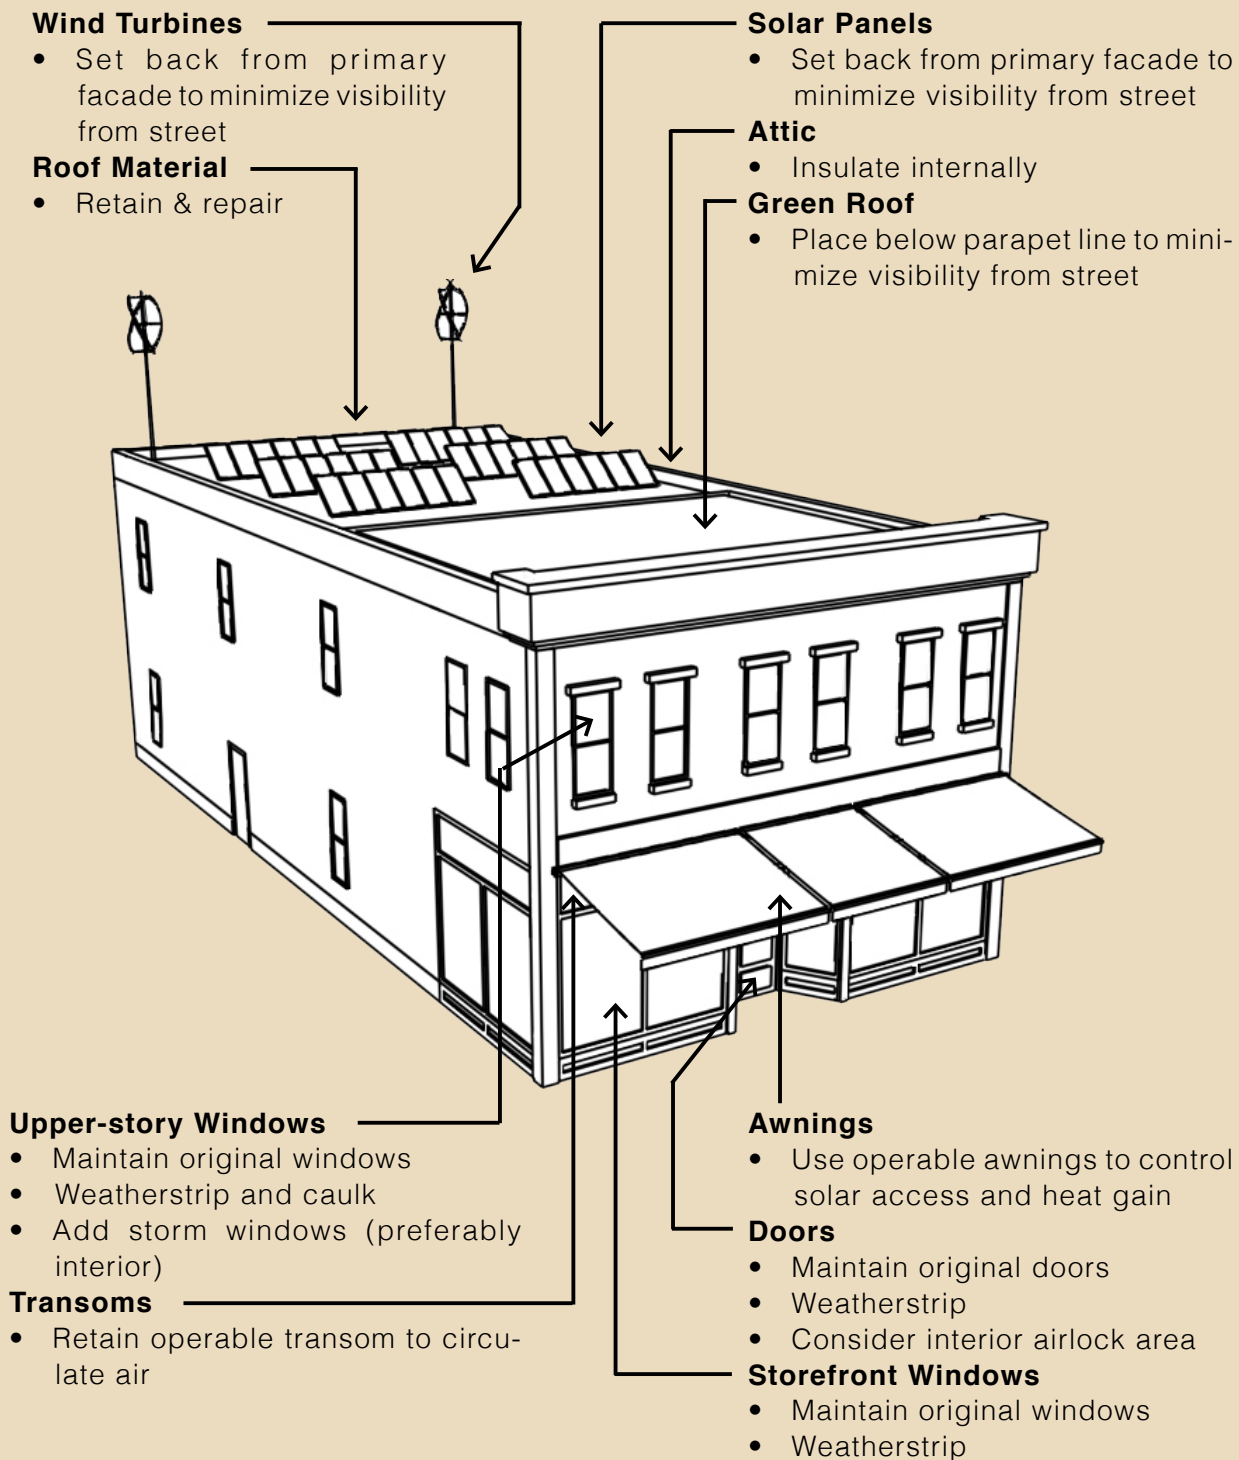 Wind Turbines
• Set back from primary
facade to minimize visibility
from street
Roof Material
• Retain & repair
Solar Panels
• Set back from primary facade to
minimize visibility from street
Attic
• Insulate internally
Green Roof
• Place below parapet line to mini-
mize visibility from street
Upper-story Windows
• Maintain original windows
• Weatherstrip and caulk
• Add storm windows (preferably
interior)
Transoms
• Retain operable transom to circu-
late air
Awnings
• Use operable awnings to control
solar access and heat gain
Doors
• Maintain original doors
• Weatherstrip
• Consider interior airlock area
Storefront Windows
• Maintain original windows
• Weatherstrip